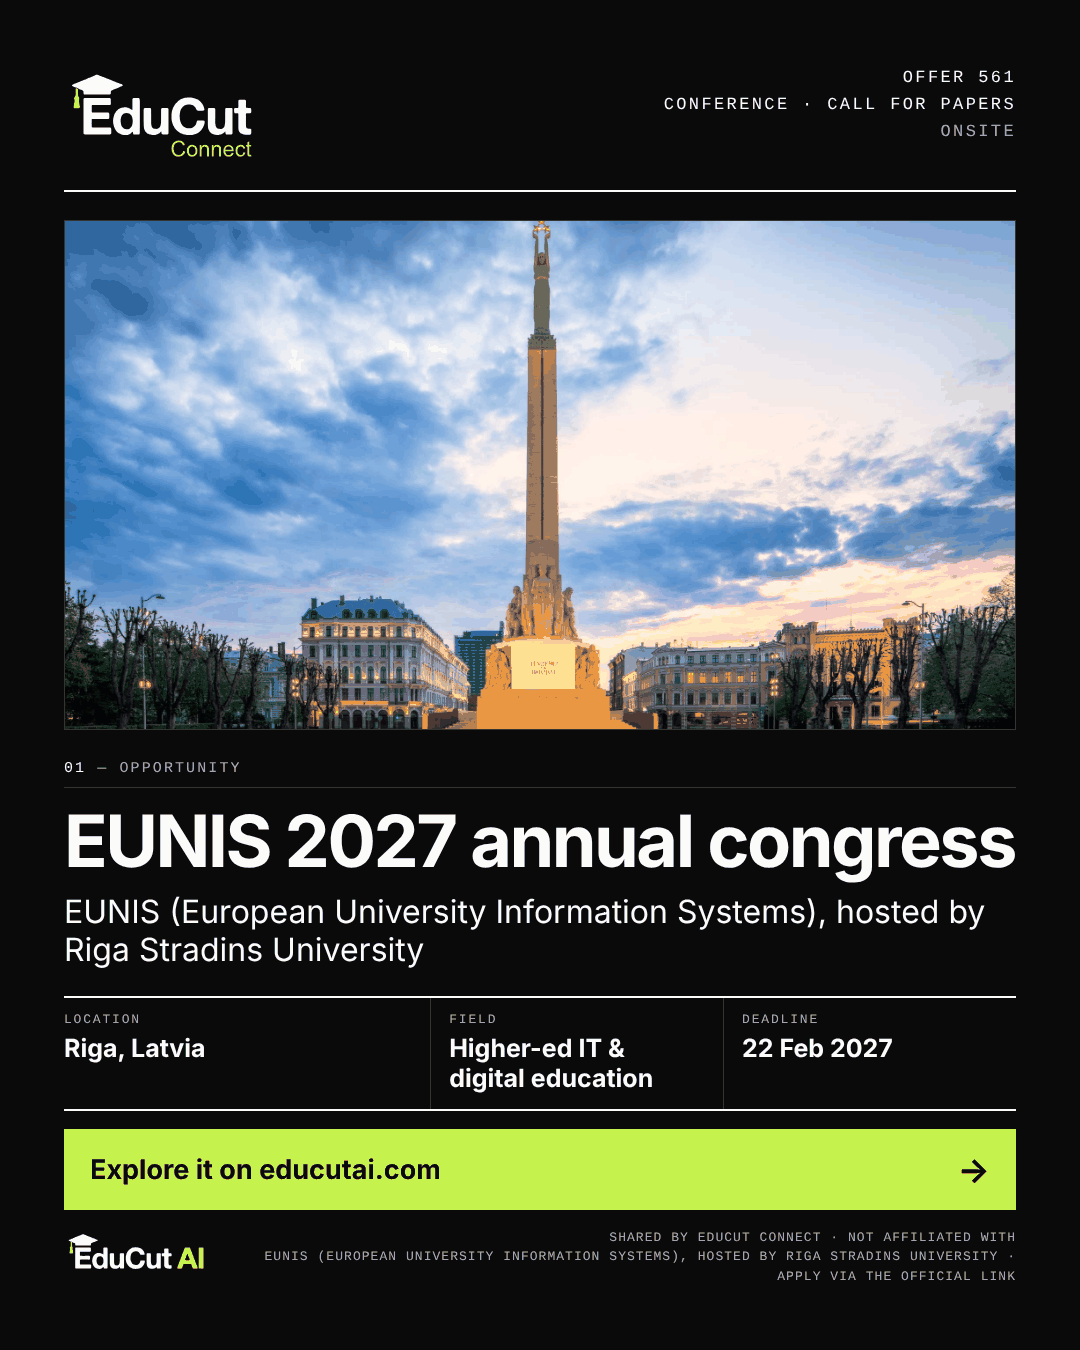 EduCut
Connect
OFFER 561
CONFERENCE · CALL FOR PAPERS
ONSITE
01 — OPPORTUNITY
EUNIS 2027 annual congress
EUNIS (European University Information Systems), hosted by
Riga Stradins University
LOCATION
Riga, Latvia
FIELD
Higher-ed IT &
digital education
DEADLINE
22 Feb 2027
Explore it on educutai.com →
EduCut AI
SHARED BY EDUCUT CONNECT · NOT AFFILIATED WITH
EUNIS (EUROPEAN UNIVERSITY INFORMATION SYSTEMS), HOSTED BY RIGA STRADINS UNIVERSITY ·
APPLY VIA THE OFFICIAL LINK